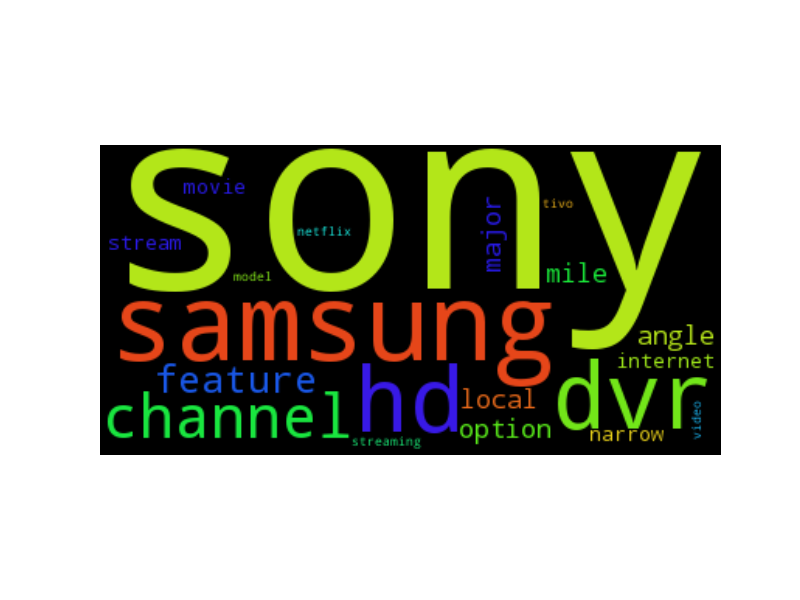 sony
movie
major
tivo
netflix
stream
model
mile
samsung
angle
internet
feature
hd
dvr
channel
local
option
narrow
video
streaming